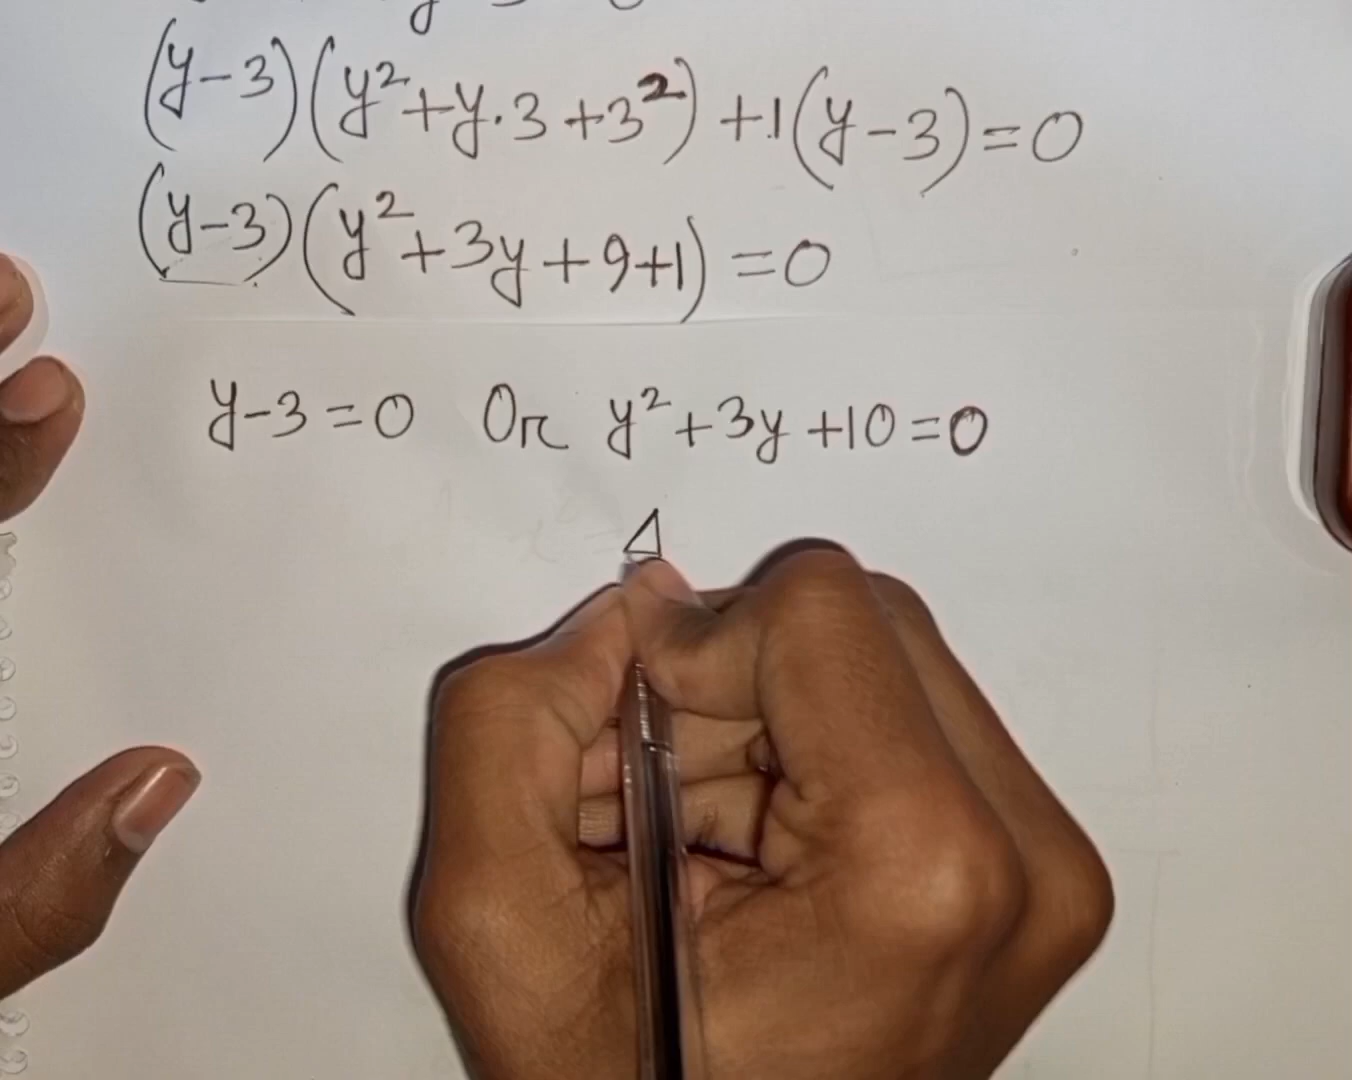 (y-3)(y²+y·3+3²)+1(y-3)=0
(y-3)(y²+3y+9+1)=0
y-3=0 Or y²+3y+10=0
Δ